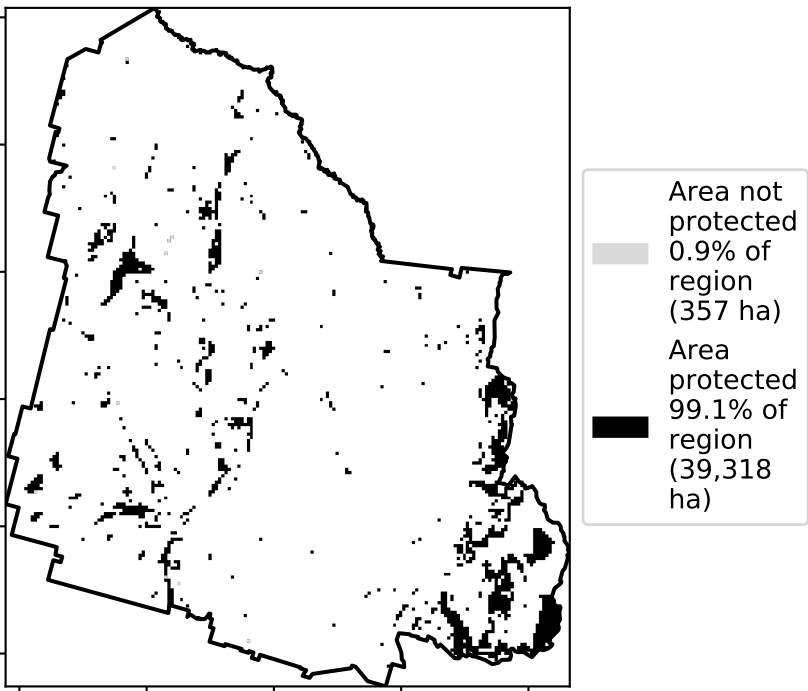 Area not
protected
0.9% of
region
(357 ha)
Area
protected
99.1% of
region
(39,318
ha)